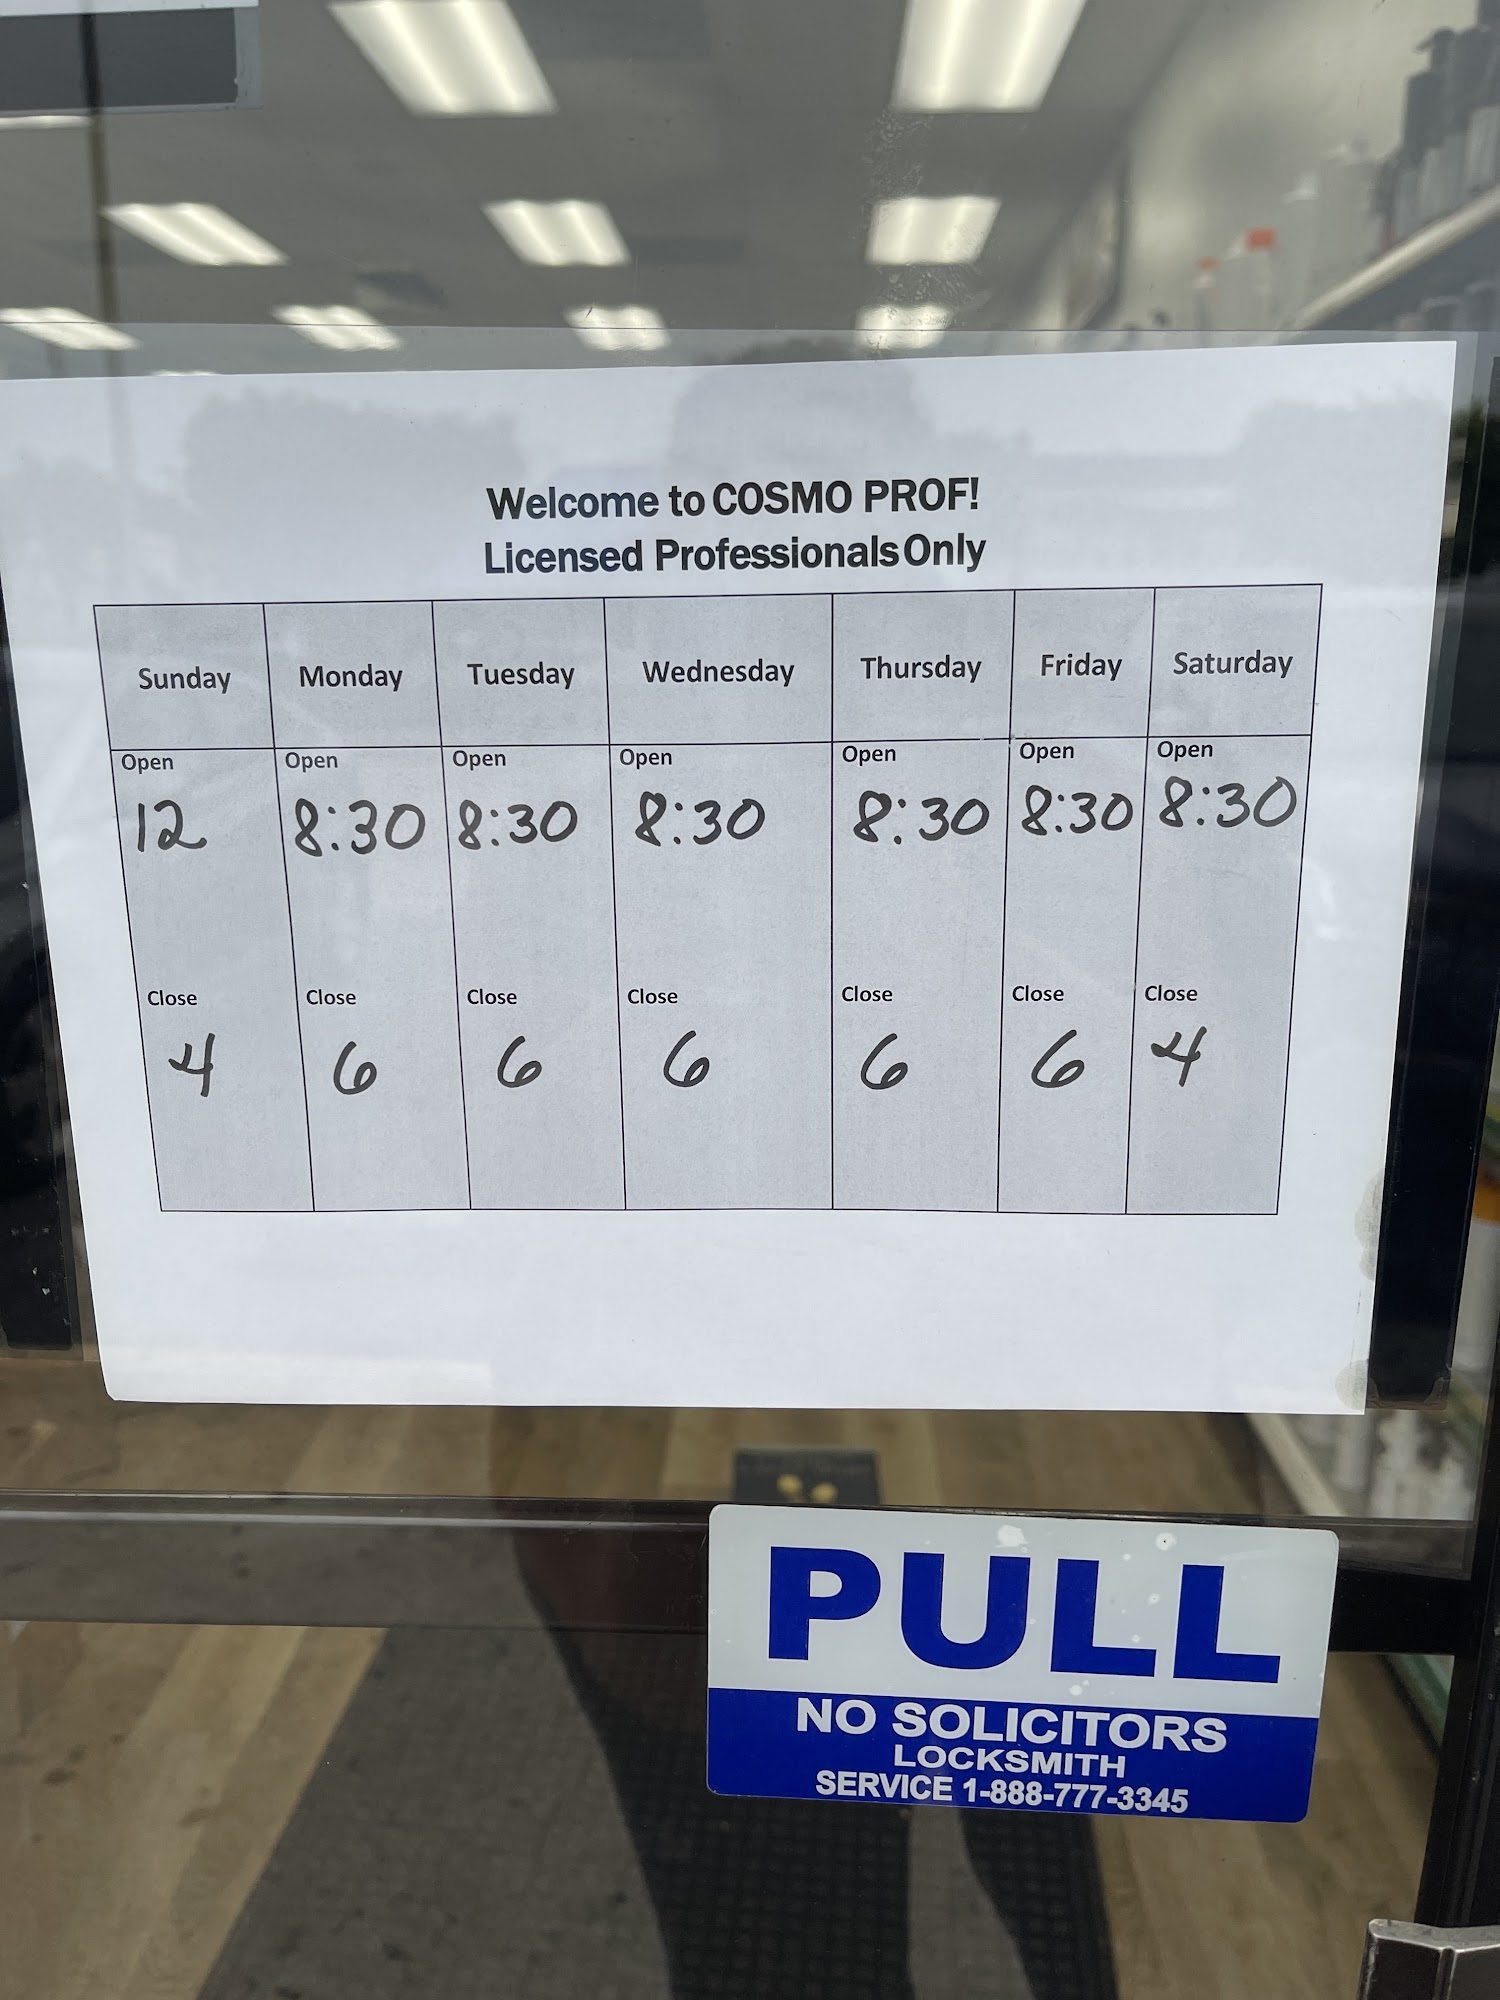 Welcome to COSMO PROF!
Licensed Professionals Only
Sunday Monday Tuesday Wednesday Thursday Friday Saturday
Open Open Open Open Open Open Open
12 8:30 8:30 8:30 8:30 8:30 8:30
Close Close Close Close Close Close Close
4 6 6 6 6 6 4
PULL
NO SOLICITORS
LOCKSMITH
SERVICE 1-888-777-3345